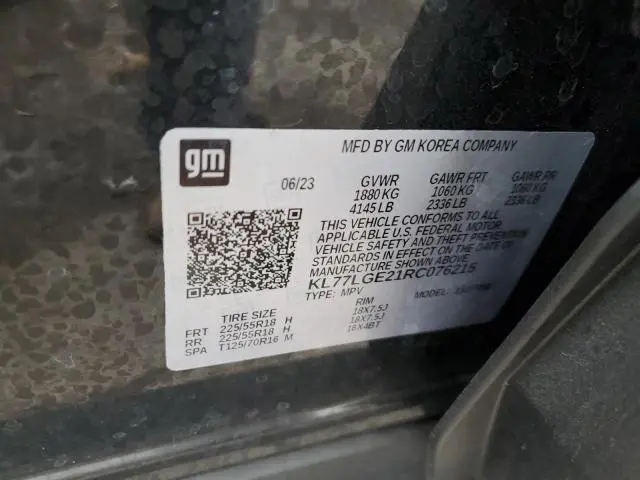 gm
MFD BY GM KOREA COMPANY
06/23 GVWR GAWR FRT GAWR RR
1880 KG 1060 KG 1060 KG
4145 LB 2336 LB 2336 LB
THIS VEHICLE CONFORMS TO ALL
APPLICABLE U.S. FEDERAL MOTOR
VEHICLE SAFETY AND THEFT PREVENTION
STANDARDS IN EFFECT ON THE DATE OF
MANUFACTURE SHOWN ABOVE.
KL77LGE21RC076215
TYPE: MPV MODEL:
TIRE SIZE RIM
FRT 225/55R18 H 18X7.5J
RR 225/55R18 H 18X7.5J
SPA T125/70R16 M 16X4BT